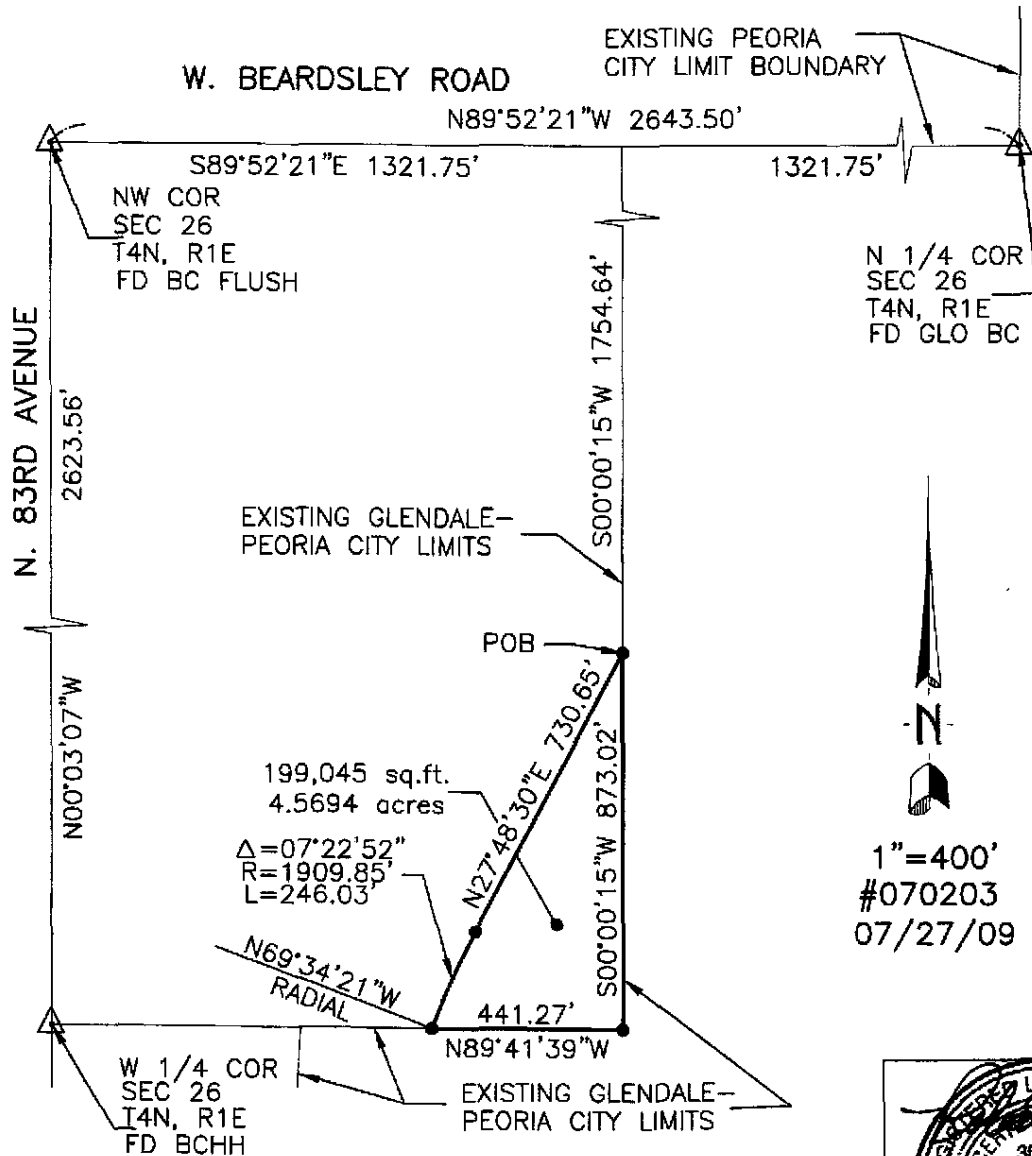 EXISTING PEORIA
CITY LIMIT BOUNDARY
W. BEARDSLEY ROAD
N89°52'21"W 2643.50'
S89°52'21"E 1321.75'
1321.75'
NW COR
SEC 26
T4N, R1E
FD BC FLUSH
N 1/4 COR
SEC 26
T4N, R1E
FD GLO BC
N. 83RD AVENUE
2623.56'
N00°03'07"W
S00°00'15"W 1754.64'
EXISTING GLENDALE-
PEORIA CITY LIMITS
POB
N27°48'30"E 730.65'
S00°00'15"W 873.02'
199,045 sq.ft.
4.5694 acres
Δ=07°22'52"
R=1909.85'
L=246.03'
N69°34'21"W
RADIAL
441.27'
N89°41'39"W
N
1"=400'
#070203
07/27/09
W 1/4 COR
SEC 26
T4N, R1E
FD BCHH
EXISTING GLENDALE-
PEORIA CITY LIMITS